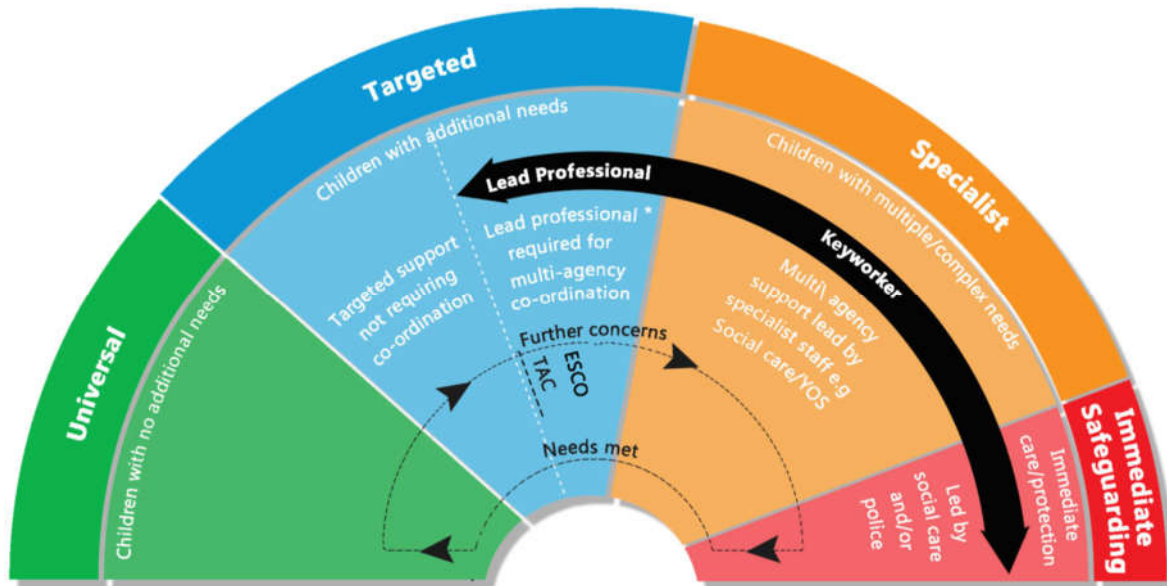 Universal
Children with no additional needs
Targeted
Children with additional needs
Targeted support
not requiring
co-ordination
Lead professional *
required for
multi-agency
co-ordination
Lead Professional
Keyworker
Further concerns
ESCO
TAC
Needs met
Specialist
Children with multiple/complex needs
Multi\ agency
support lead by
specialist staff e.g
Social care/YOS
Immediate
Safeguarding
Immediate
care/protection
Led by
social care
and/or
police